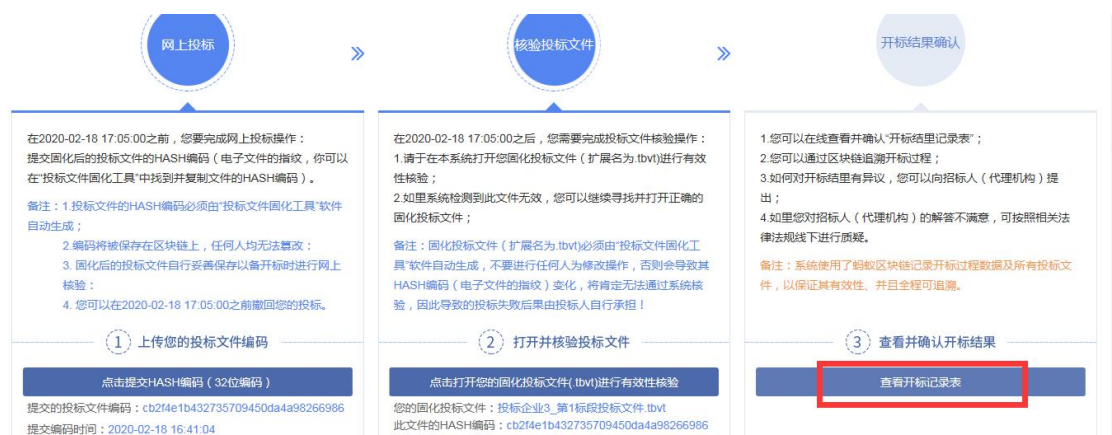 网上投标
核验投标文件
开标结果确认
在2020-02-18 17:05:00之前，您要完成网上投标操作：
提交固化后的投标文件的HASH编码（电子文件的指纹，你可以
在“投标文件固化工具”中找到并复制文件的HASH编码）。
备注：1.投标文件的HASH编码必须由“投标文件固化工具”软件
自动生成；
2.编码将被保存在区块链上，任何人均无法篡改：
3. 固化后的投标文件自行妥善保存以备开标时进行网上
核验：
4. 您可以在2020-02-18 17:05:00之前撤回您的投标。
1 上传您的投标文件编码
点击提交HASH编码（32位编码）
提交的投标文件编码：cb2f4e1b432735709450da4a98266986
提交编码时间：2020-02-18 16:41:04
在2020-02-18 17:05:00之后，您需要完成投标文件核验操作：
1.请于在本系统打开您固化投标文件（扩展名为.tbvt)进行有效
性核验；
2.如里系统检测到此文件无效，您可以继续寻找并打开正确的
固化投标文件；
备注：固化投标文件（扩展名为.tbvt)必须由“投标文件固化工
具”软件自动生成，不要进行任何人为修改操作，否则会导致其
HASH编码（电子文件的指纹）变化，将肯定无法通过系统核
验，因此导致的投标失败后果由投标人自行承担！
2 打开并核验投标文件
点击打开您的固化投标文件(.tbvt)进行有效性核验
您的固化投标文件：投标企业3_第1标段投标文件.tbvt
此文件的HASH编码：cb2f4e1b432735709450da4a98266986
1.您可以在线查看并确认“开标结里记录表”；
2.您可以通过区块链追溯开标过程；
3.如何对开标结里有异议，您可以向招标人（代理机构）提
出；
4.如里您对招标人（代理机构）的解答不满意，可按照相关法
律法规线下进行质疑。
备注：系统使用了蚂蚁区块链记录开标过程数据及所有投标文
件，以保证其有效性、并且全程可追溯。
3 查看并确认开标结果
查看开标记录表